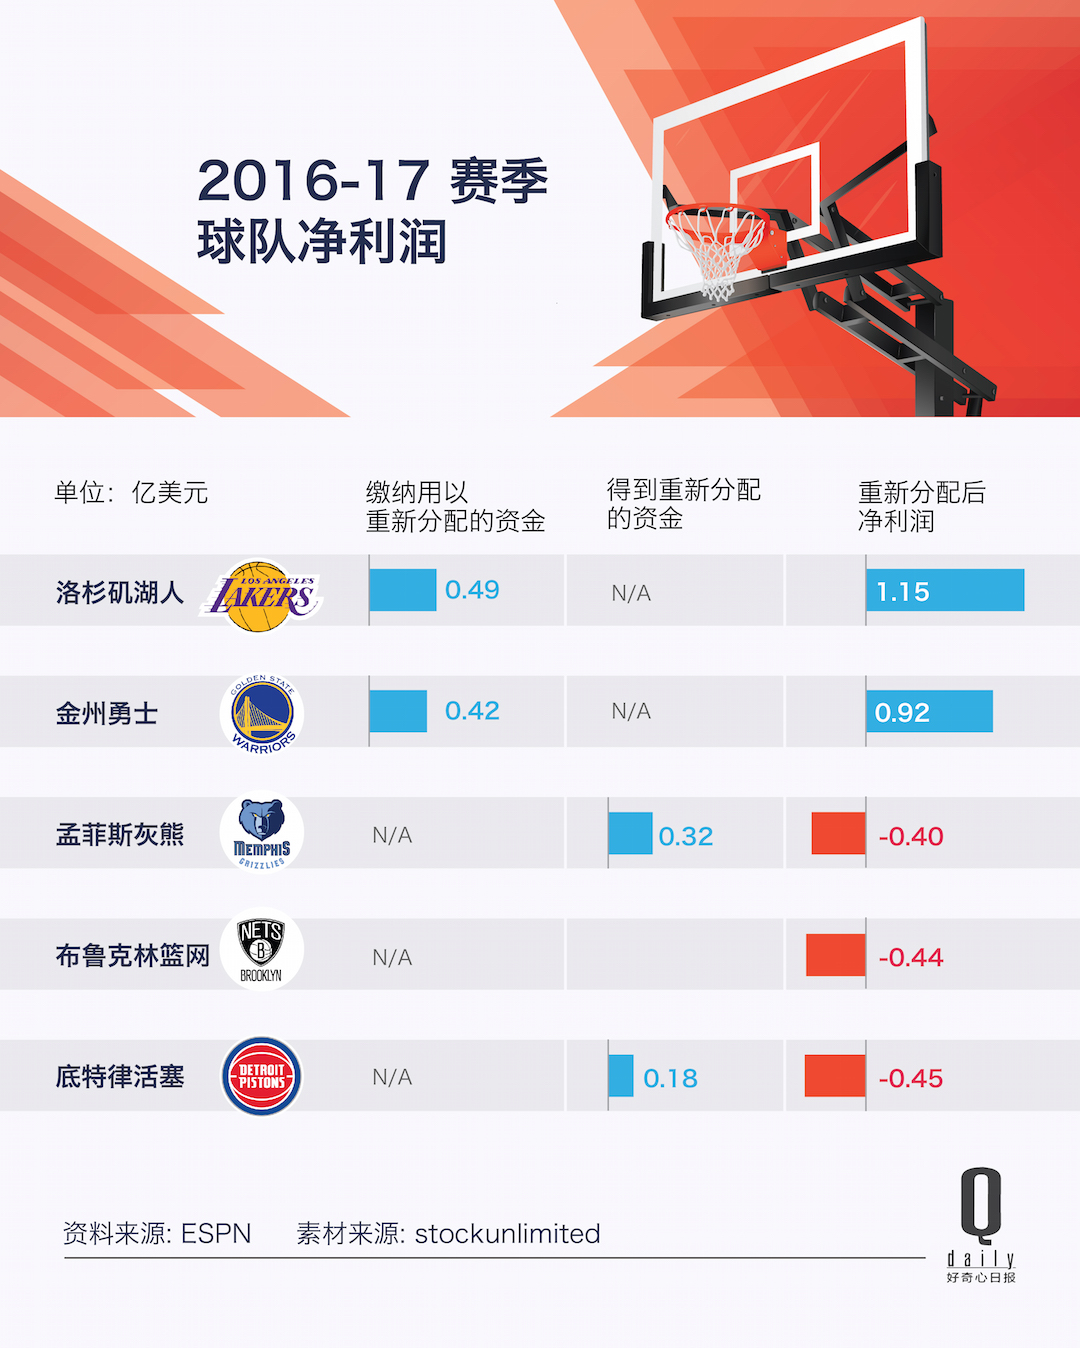 2016-17 赛季
球队净利润
单位：亿美元
缴纳用以
重新分配的资金
得到重新分配
的资金
重新分配后
净利润
洛杉矶湖人
LOS ANGELES
LAKERS
0.49
N/A
1.15
金州勇士
GOLDEN STATE
WARRIORS
0.42
N/A
0.92
孟菲斯灰熊
MEMPHIS
GRIZZLIES
N/A
0.32
-0.40
布鲁克林篮网
NETS
B
BROOKLYN
N/A
-0.44
底特律活塞
DETROIT
PISTONS
N/A
0.18
-0.45
资料来源: ESPN 素材来源: stockunlimited
Q
daily
好奇心日报